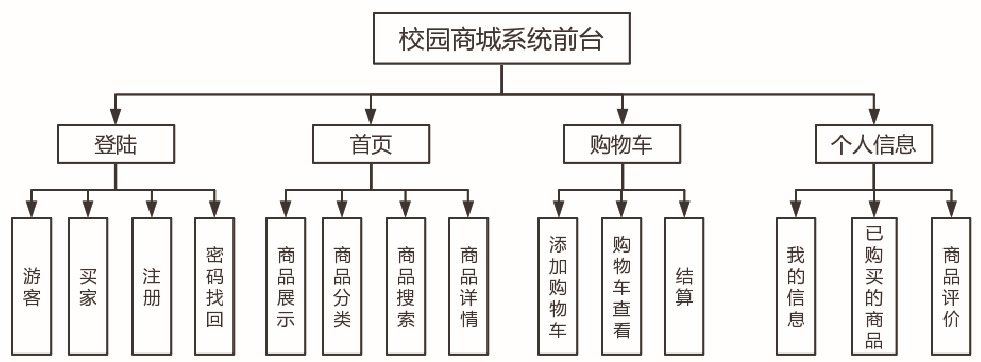 校园商城系统前台
登陆
首页
购物车
个人信息
游客
买家
注册
密码找回
商品展示
商品分类
商品搜索
商品详情
添加购物车
购物车查看
结算
我的信息
已购买的商品
商品评价